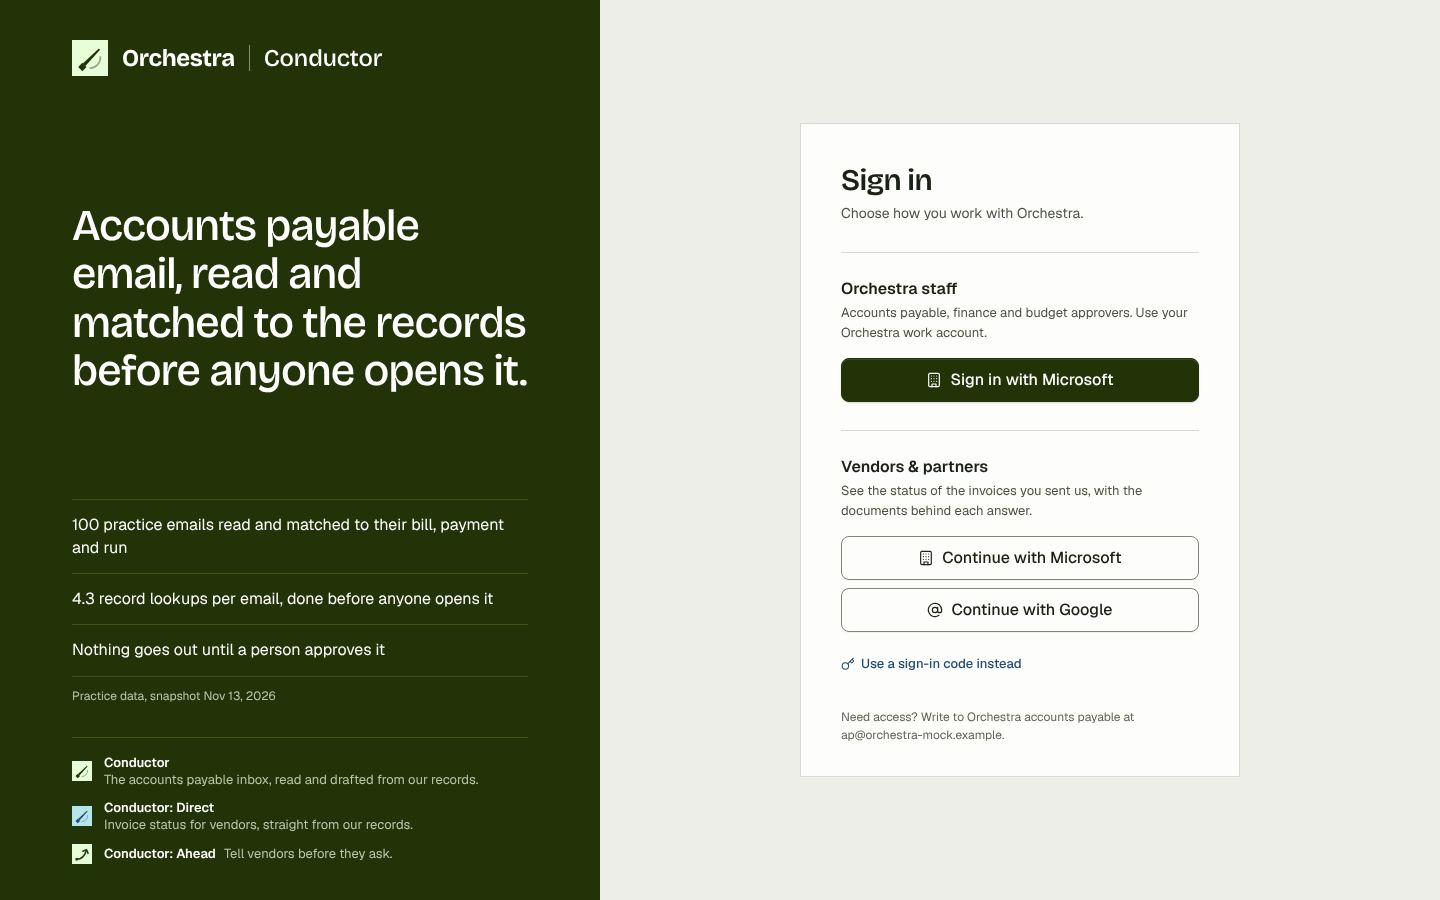 Orchestra | Conductor
Accounts payable
email, read and
matched to the records
before anyone opens it.
100 practice emails read and matched to their bill, payment
and run
4.3 record lookups per email, done before anyone opens it
Nothing goes out until a person approves it
Practice data, snapshot Nov 13, 2026
Conductor
The accounts payable inbox, read and drafted from our records.
Conductor: Direct
Invoice status for vendors, straight from our records.
Conductor: Ahead Tell vendors before they ask.
Sign in
Choose how you work with Orchestra.
Orchestra staff
Accounts payable, finance and budget approvers. Use your
Orchestra work account.
Sign in with Microsoft
Vendors & partners
See the status of the invoices you sent us, with the
documents behind each answer.
Continue with Microsoft
Continue with Google
Use a sign-in code instead
Need access? Write to Orchestra accounts payable at
ap@orchestra-mock.example.